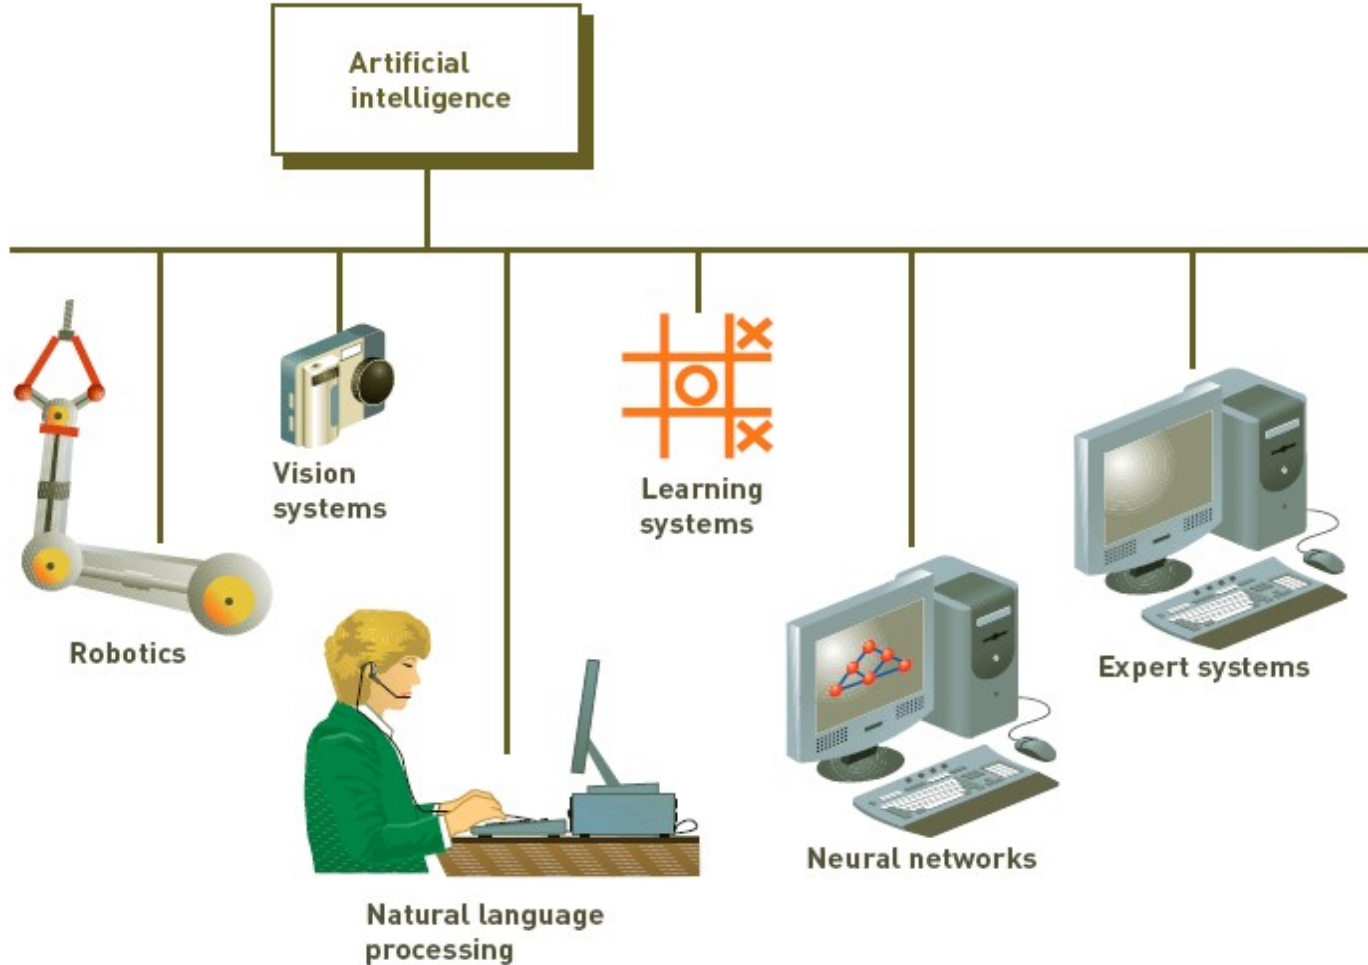 Artificial
intelligence
Vision
systems
Learning
systems
Robotics
Expert systems
Neural networks
Natural language
processing